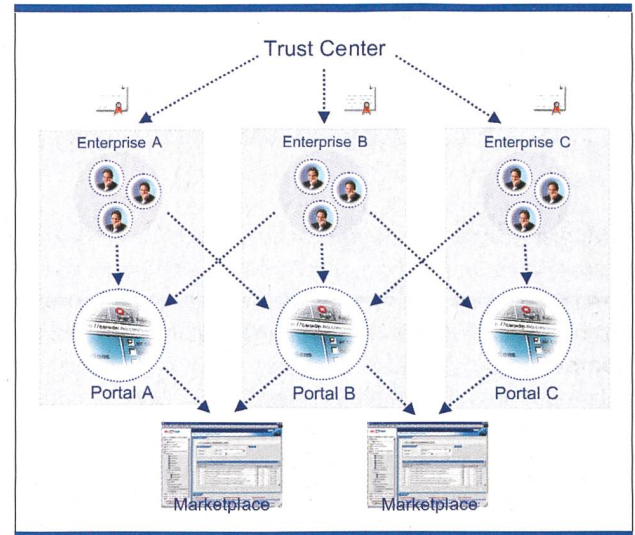 Trust Center
Enterprise A
Enterprise B
Enterprise C
Portal A
Portal B
Portal C
Marketplace
Marketplace